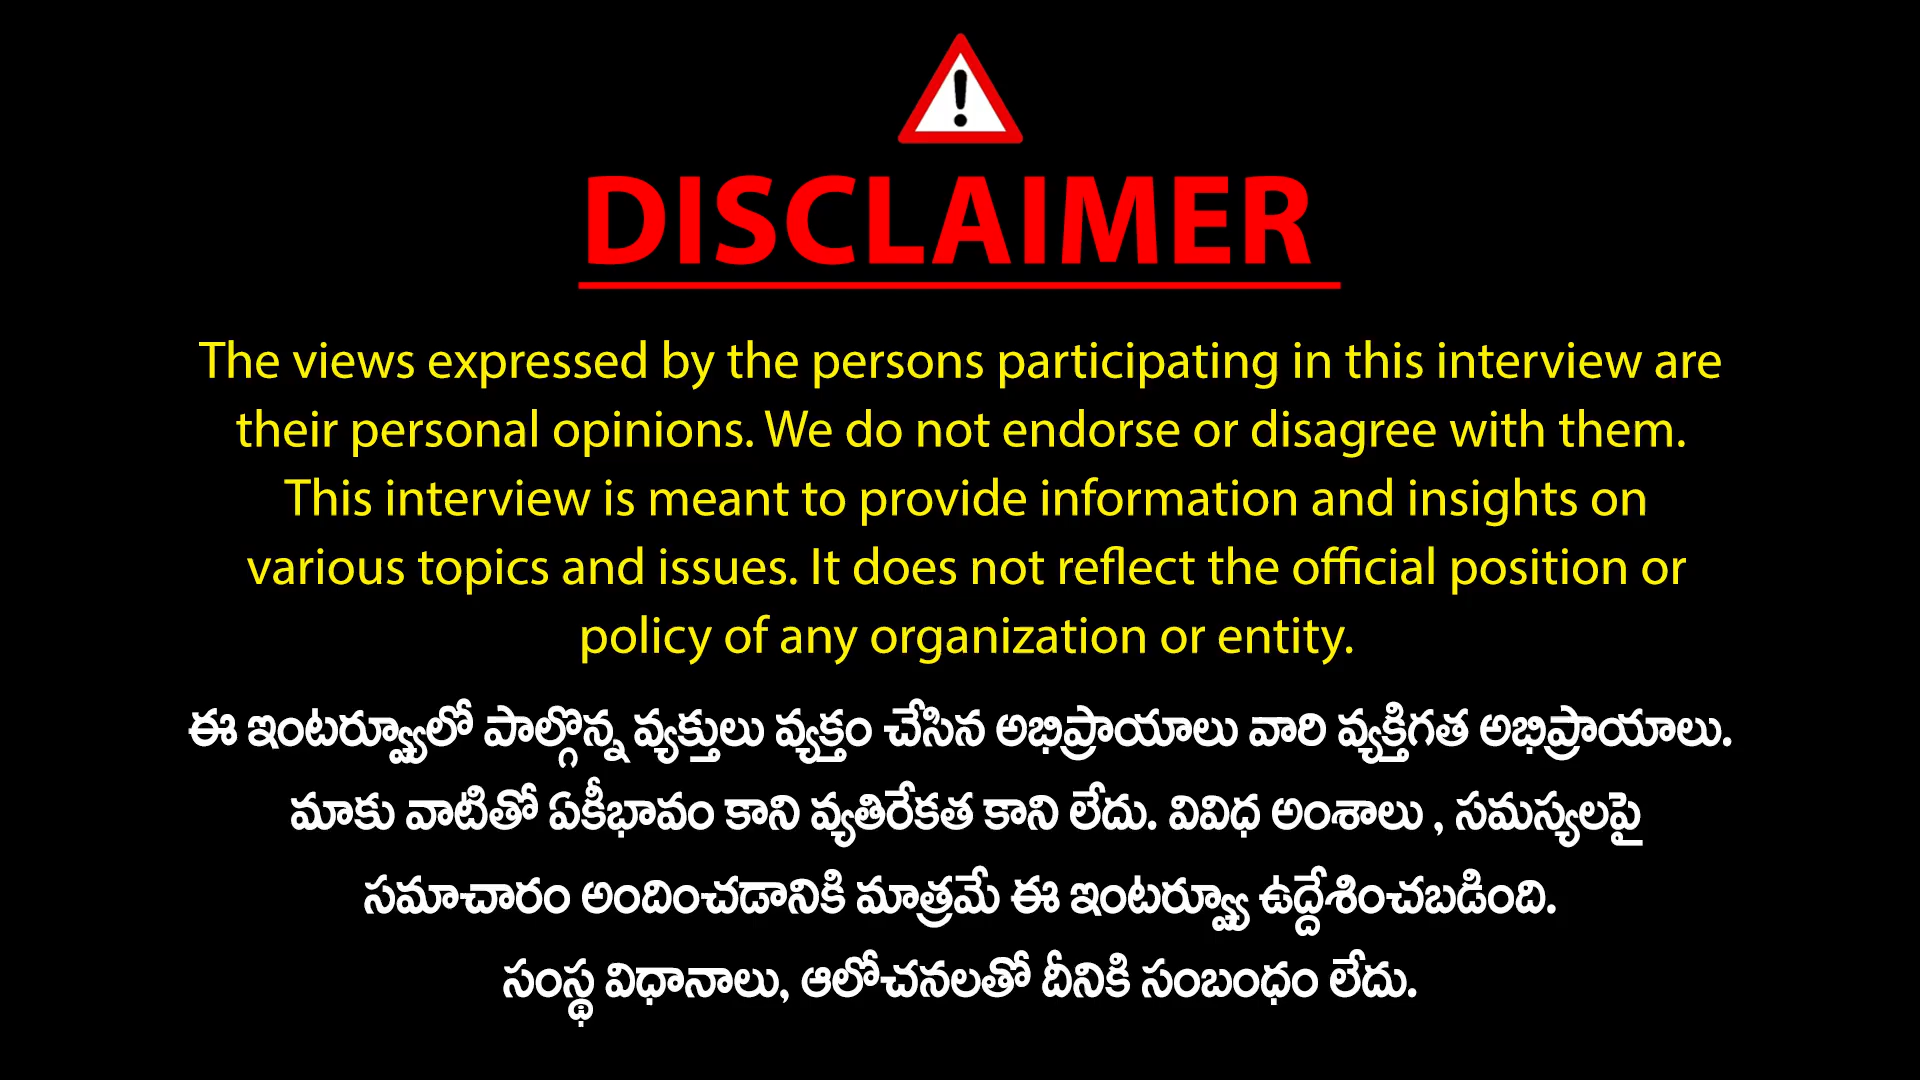 DISCLAIMER
The views expressed by the persons participating in this interview are
their personal opinions. We do not endorse or disagree with them.
This interview is meant to provide information and insights on
various topics and issues. It does not reflect the official position or
policy of any organization or entity.
ఈ ఇంటర్వ్యూలో పాల్గొన్న వ్యక్తులు వ్యక్తం చేసిన అభిప్రాయాలు వారి వ్యక్తిగత అభిప్రాయాలు.
మాకు వాటితో ఏకీభావం కాని వ్యతిరేకత కాని లేదు. వివిధ అంశాలు , సమస్యలపై
సమాచారం అందించడానికి మాత్రమే ఈ ఇంటర్వ్యూ ఉద్దేశించబడింది.
సంస్థ విధానాలు, ఆలోచనలతో దీనికి సంబంధం లేదు.